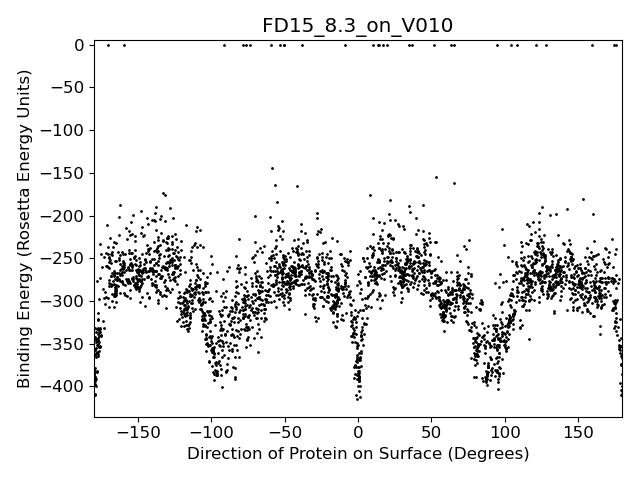 FD15_8.3_on_V010
Binding Energy (Rosetta Energy Units)
0
−50
−100
−150
−200
−250
−300
−350
−400
−150 −100 −50 0 50 100 150
Direction of Protein on Surface (Degrees)